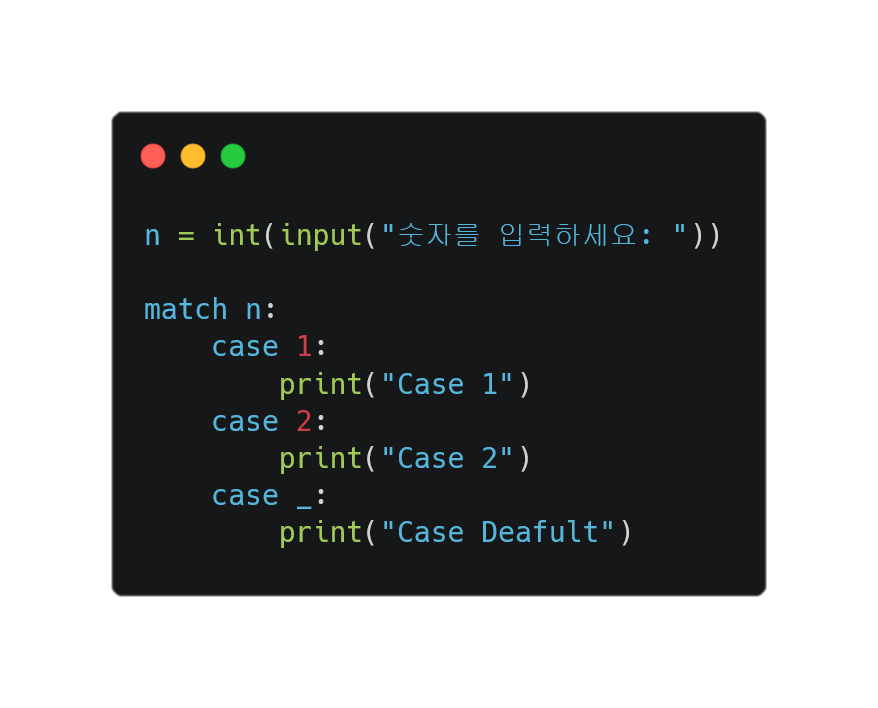 n = int(input("숫자를 입력하세요: "))
match n:
    case 1:
        print("Case 1")
    case 2:
        print("Case 2")
    case _:
        print("Case Deafult")